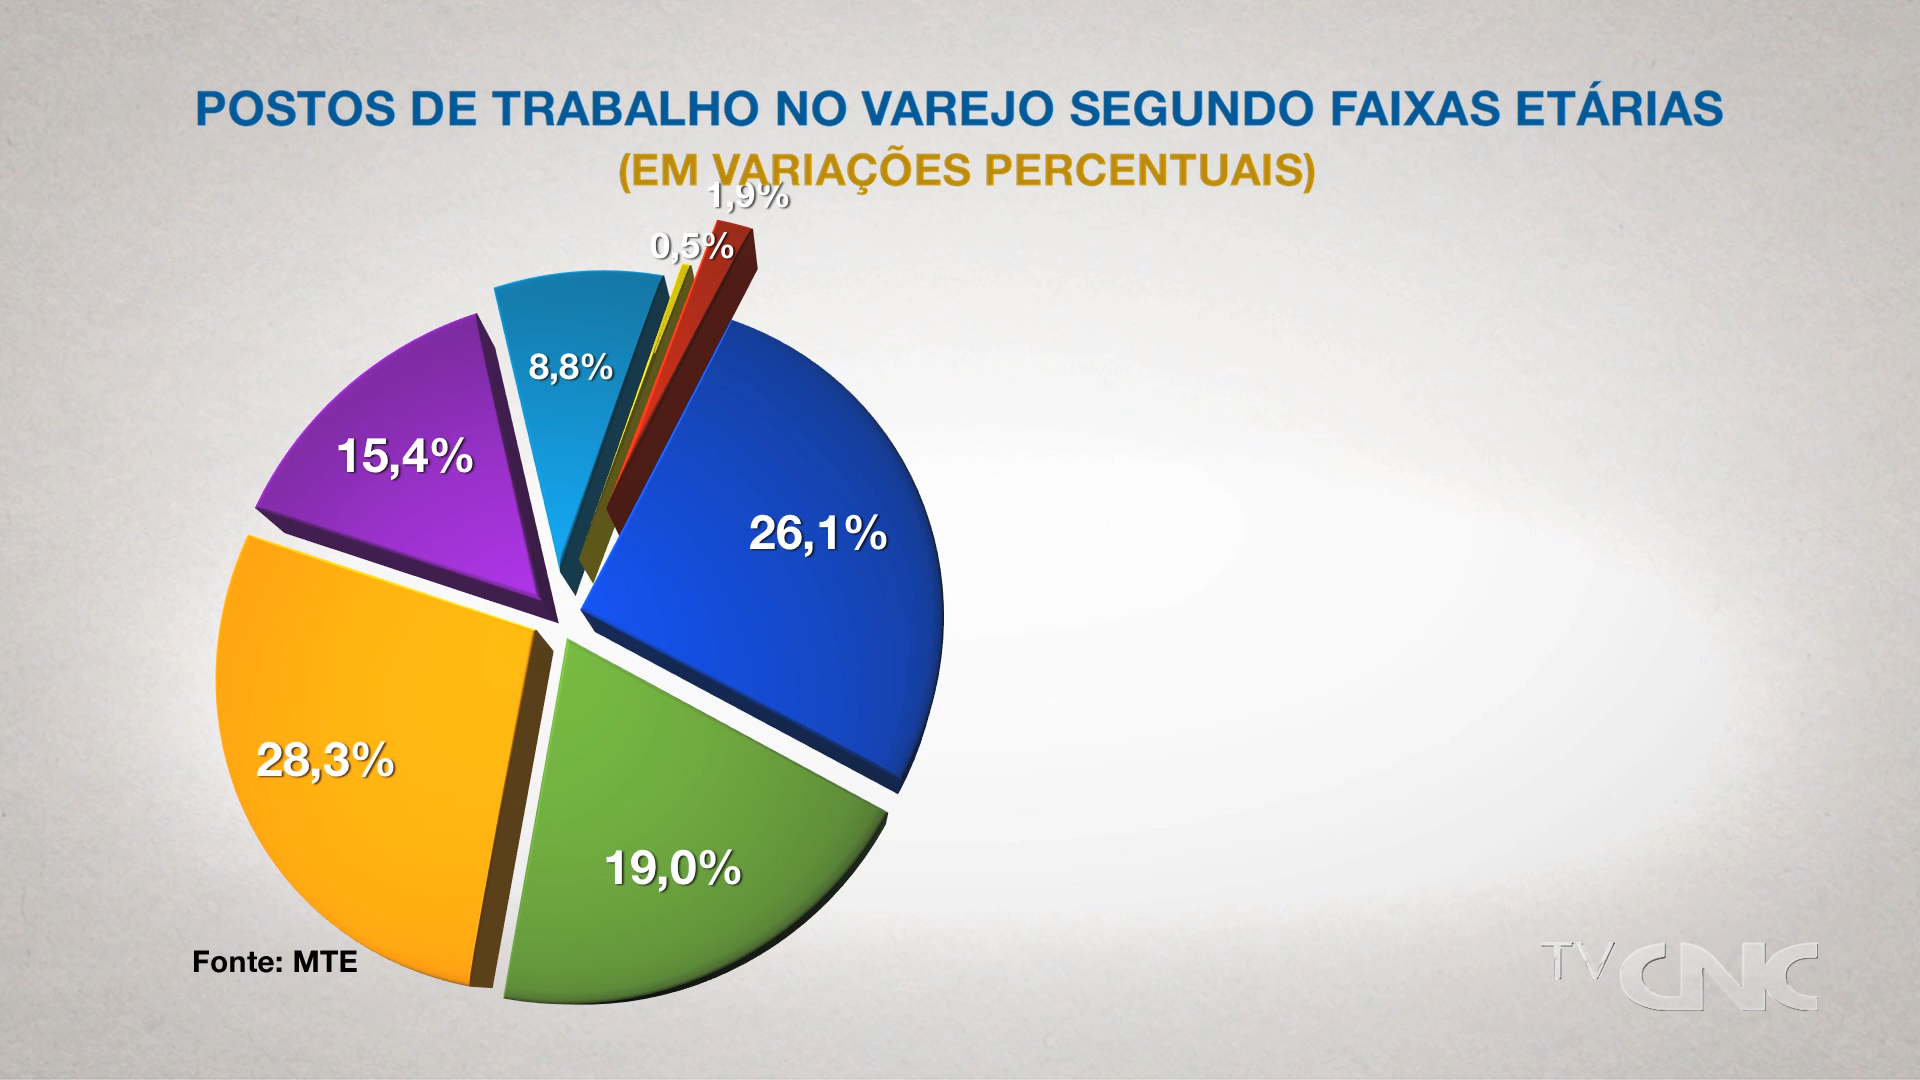 POSTOS DE TRABALHO NO VAREJO SEGUNDO FAIXAS ETÁRIAS
(EM VARIAÇÕES PERCENTUAIS)
1,9%
0,5%
8,8%
15,4%
26,1%
28,3%
19,0%
Fonte: MTE
TV CNC